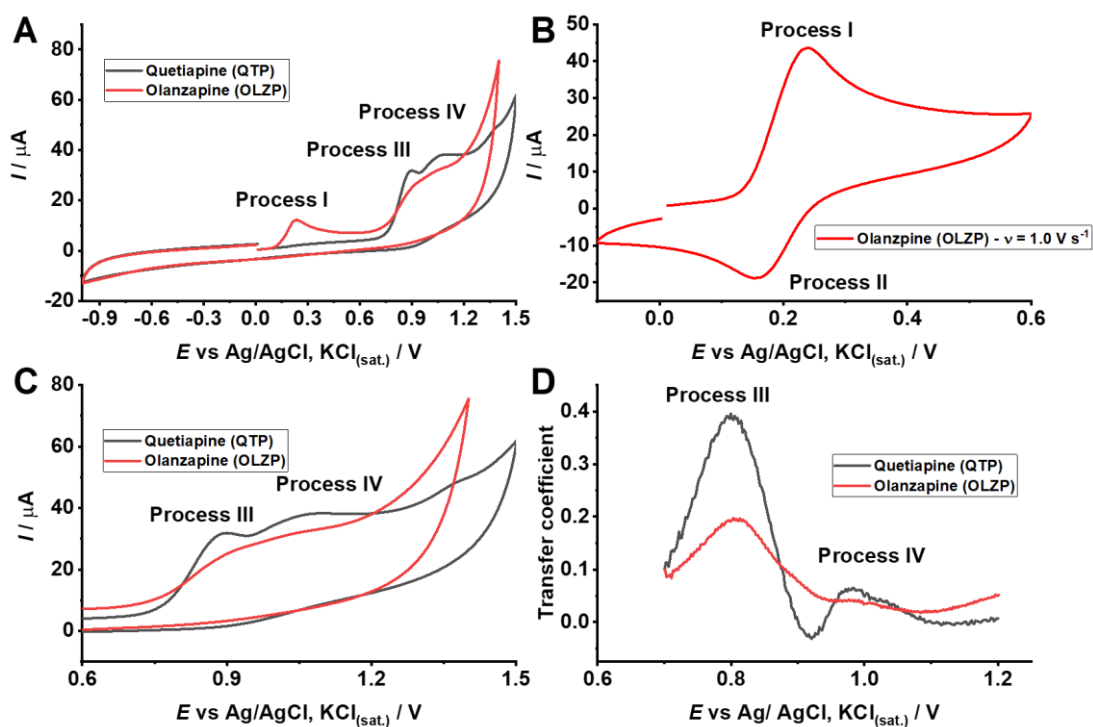 A
80
60
40
20
0
-20
I / μA
Quetiapine (QTP)
Olanzapine (OLZP)
Process I
Process III
Process IV
-0.9 -0.6 -0.3 0.0 0.3 0.6 0.9 1.2 1.5
E vs Ag/AgCl, KCl(sat.) / V
B
50
40
30
20
10
0
-10
-20
I / μA
Process I
Olanzpine (OLZP) - ν = 1.0 V s⁻¹
Process II
0.0 0.2 0.4 0.6
E vs Ag/AgCl, KCl(sat.) / V
C
80
60
40
20
0
I / μA
Quetiapine (QTP)
Olanzapine (OLZP)
Process III
Process IV
0.6 0.9 1.2 1.5
E vs Ag/AgCl, KCl(sat.) / V
D
0.4
0.3
0.2
0.1
0.0
Transfer coefficient
Process III
Quetiapine (QTP)
Olanzapine (OLZP)
Process IV
0.6 0.8 1.0 1.2
E vs Ag/ AgCl, KCl(sat.) / V